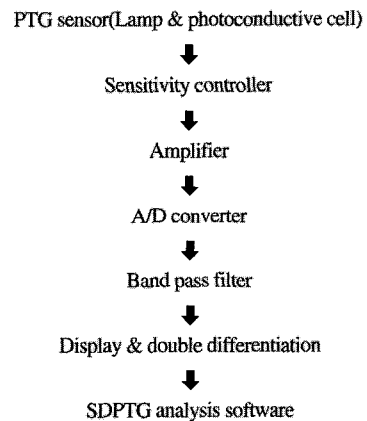 PTG sensor(Lamp & photoconductive cell)
Sensitivity controller
Amplifier
A/D converter
Band pass filter
Display & double differentiation
SDPTG analysis software